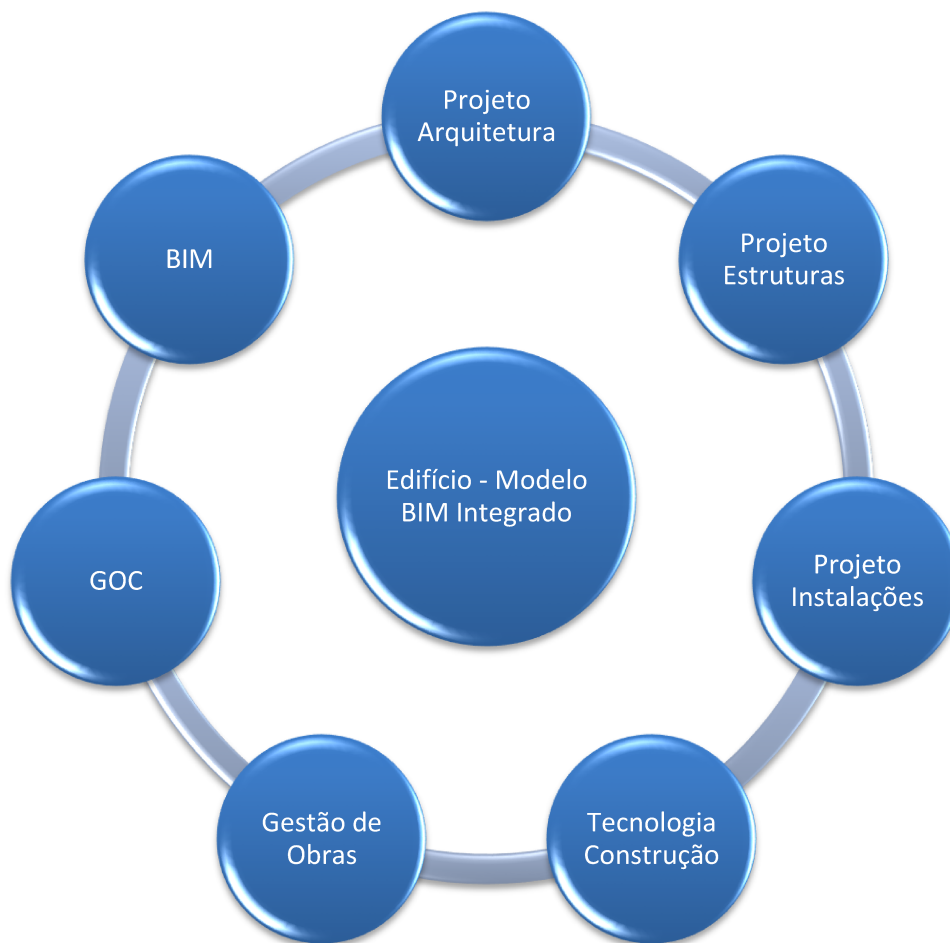 Projeto
Arquitetura
BIM
Projeto
Estruturas
Edifício - Modelo
BIM Integrado
GOC
Projeto
Instalações
Gestão de
Obras
Tecnologia
Construção